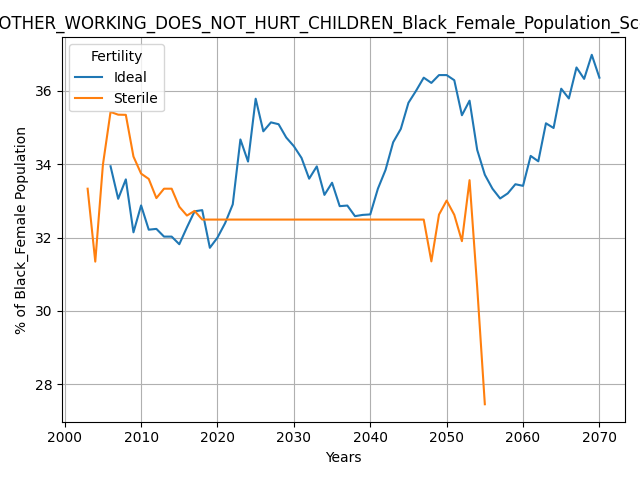 OTHER_WORKING_DOES_NOT_HURT_CHILDREN_Black_Female_Population_Sc
Fertility
Ideal
Sterile
% of Black_Female Population
36
34
32
30
28
2000 2010 2020 2030 2040 2050 2060 2070
Years